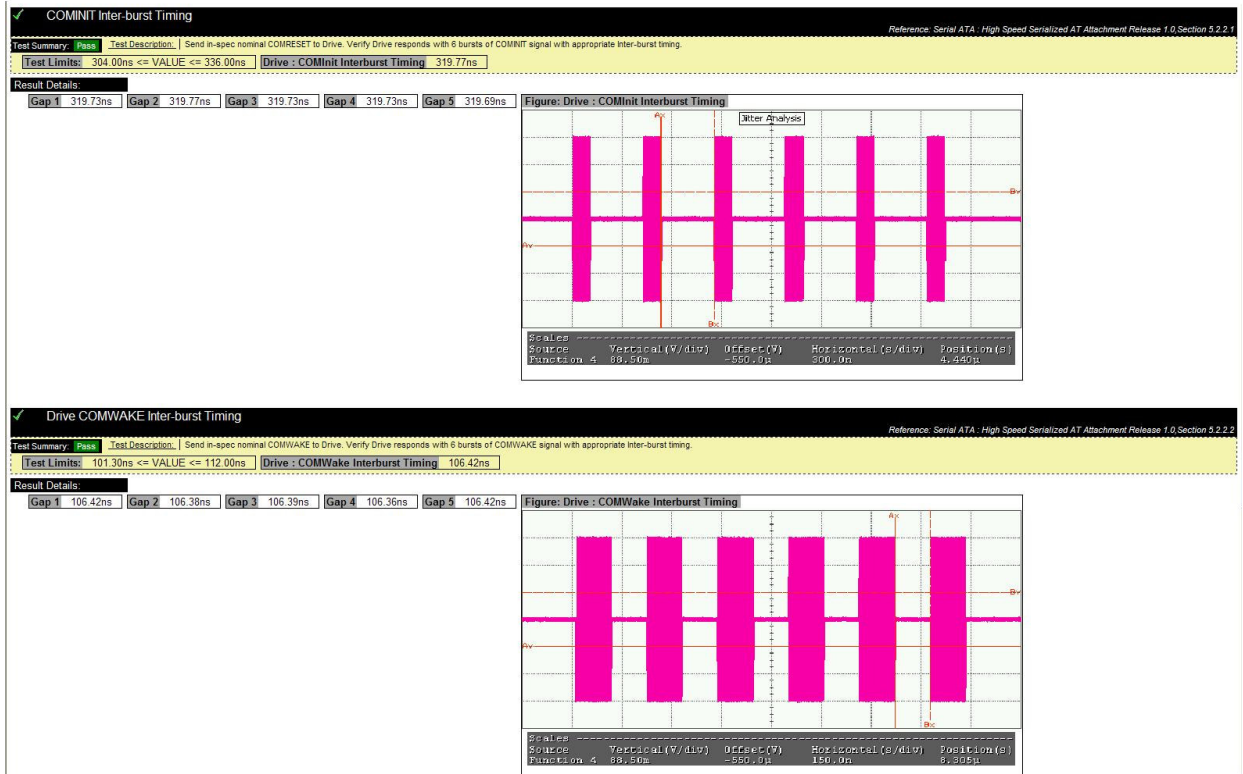 COMINIT Inter-burst Timing
Reference: Serial ATA : High Speed Serialized AT Attachment Release 1.0,Section 5.2.2.1
Test Summary: Pass Test Description: Send in-spec nominal COMRESET to Drive. Verify Drive responds with 6 bursts of COMINIT signal with appropriate Inter-burst timing.
Test Limits: 304.00ns <= VALUE <= 336.00ns Drive : COMInit Interburst Timing 319.77ns
Result Details:
Gap 1 319.73ns Gap 2 319.77ns Gap 3 319.73ns Gap 4 319.73ns Gap 5 319.69ns Figure: Drive : COMInit Interburst Timing
Ax Jitter Analysis
By
Ay
Bx
Scales
Source Vertical(V/div) Offset(V) Horizontal(s/div) Position(s)
Function 4 88.50m -550.0µ 300.0n 4.440µ
Drive COMWAKE Inter-burst Timing
Reference: Serial ATA : High Speed Serialized AT Attachment Release 1.0,Section 5.2.2.2
Test Summary: Pass Test Description: Send in-spec nominal COMWAKE to Drive. Verify Drive responds with 6 bursts of COMWAKE signal with appropriate Inter-burst timing.
Test Limits: 101.30ns <= VALUE <= 112.00ns Drive : COMWake Interburst Timing 106.42ns
Result Details:
Gap 1 106.42ns Gap 2 106.38ns Gap 3 106.39ns Gap 4 106.36ns Gap 5 106.42ns Figure: Drive : COMWake Interburst Timing
Ax
By
Ay
Bx
Scales
Source Vertical(V/div) Offset(V) Horizontal(s/div) Position(s)
Function 4 88.50m -550.0µ 150.0n 8.305µ